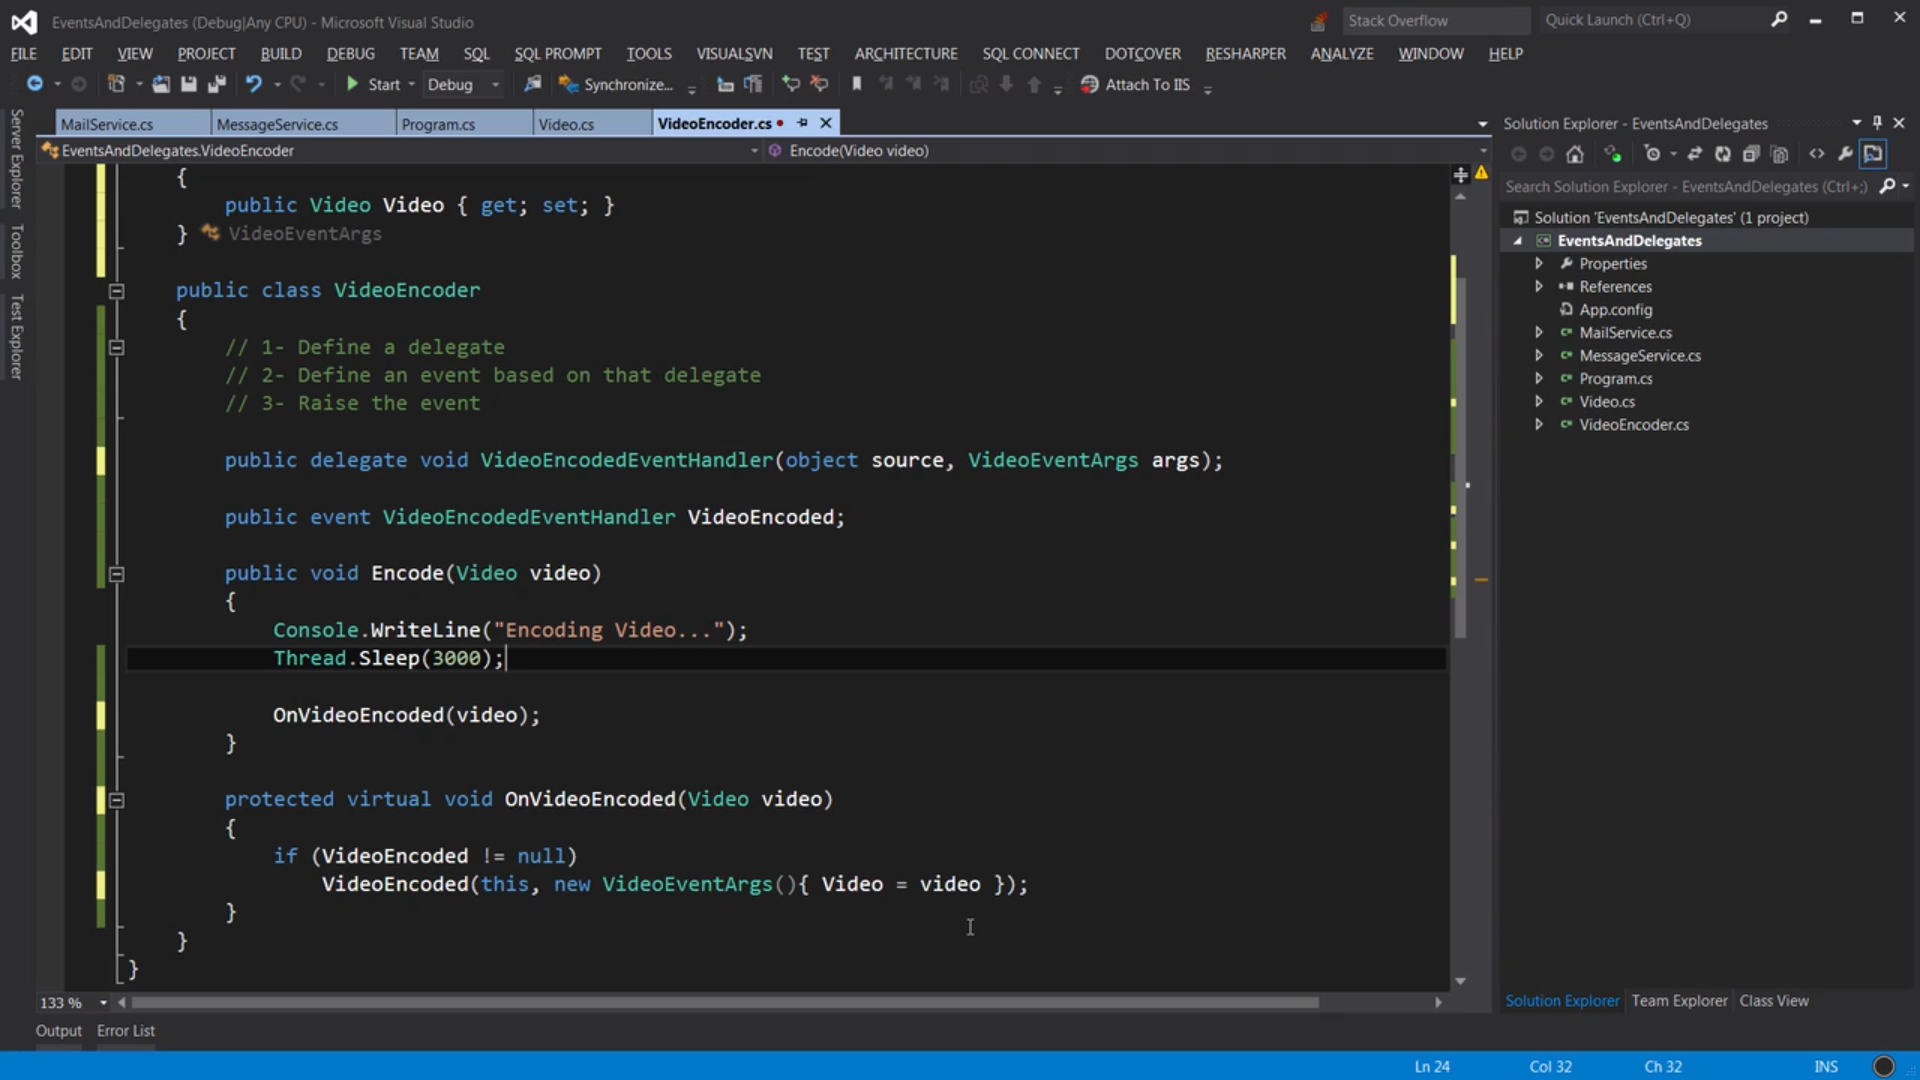 EventsAndDelegates (Debug|Any CPU) - Microsoft Visual Studio
Stack Overflow
Quick Launch (Ctrl+Q)
FILE EDIT VIEW PROJECT BUILD DEBUG TEAM SQL SQL PROMPT TOOLS VISUALSVN TEST ARCHITECTURE SQL CONNECT DOTCOVER RESHARPER ANALYZE WINDOW HELP
Start Debug Synchronize... Attach To IIS
Server Explorer
Toolbox
Test Explorer
MailService.cs MessageService.cs Program.cs Video.cs VideoEncoder.cs
EventsAndDelegates.VideoEncoder Encode(Video video)
{
public Video Video { get; set; }
} VideoEventArgs
public class VideoEncoder
{
// 1- Define a delegate
// 2- Define an event based on that delegate
// 3- Raise the event
public delegate void VideoEncodedEventHandler(object source, VideoEventArgs args);
public event VideoEncodedEventHandler VideoEncoded;
public void Encode(Video video)
{
Console.WriteLine("Encoding Video...");
Thread.Sleep(3000);
OnVideoEncoded(video);
}
protected virtual void OnVideoEncoded(Video video)
{
if (VideoEncoded != null)
VideoEncoded(this, new VideoEventArgs(){ Video = video });
}
}
}
133 %
Solution Explorer - EventsAndDelegates
Search Solution Explorer - EventsAndDelegates (Ctrl+;)
Solution 'EventsAndDelegates' (1 project)
EventsAndDelegates
Properties
References
App.config
MailService.cs
MessageService.cs
Program.cs
Video.cs
VideoEncoder.cs
Solution Explorer Team Explorer Class View
Output Error List
Ln 24 Col 32 Ch 32 INS